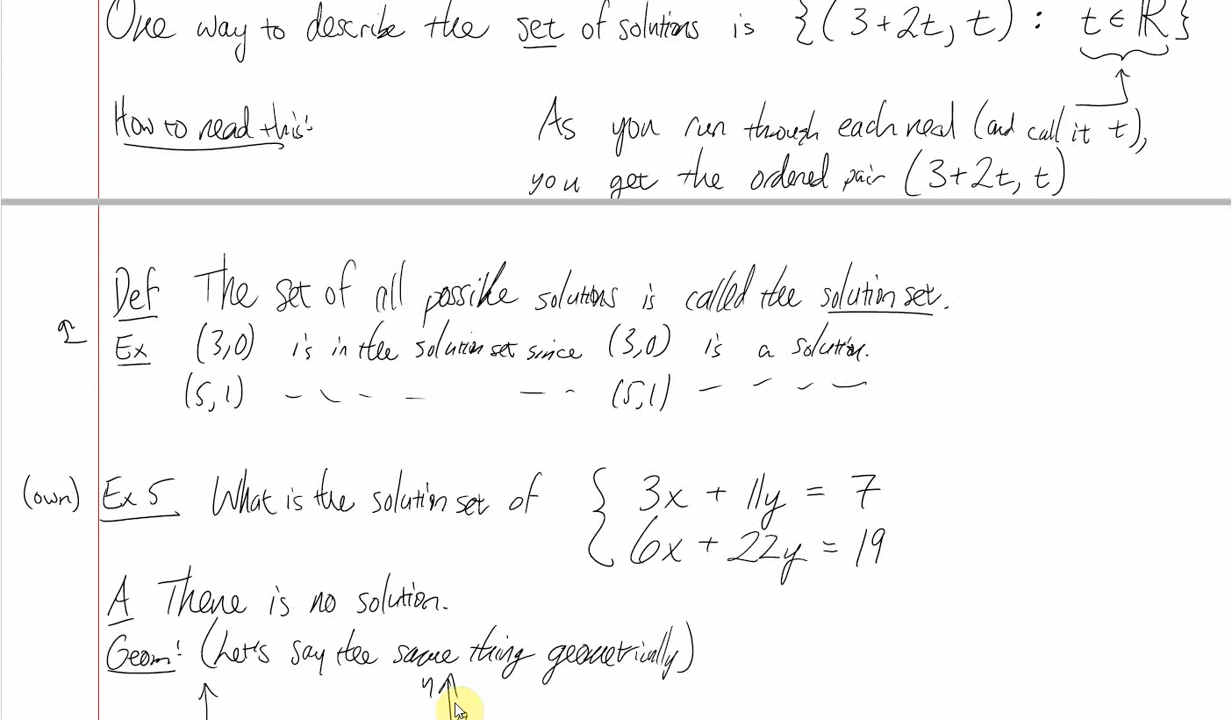 One way to describe the set of solutions is {(3+2t, t) : t ∈ ℝ}
How to read this: As you run through each real (and call it t),
you get the ordered pair (3+2t, t)
Def The set of all possible solutions is called the solution set.
Ex (3,0) is in the solution set since (3,0) is a solution.
(5,1) - - - - - - (5,1) - - - -
(own) Ex 5 What is the solution set of { 3x + 11y = 7
6x + 22y = 19
A There is no solution.
Geom: (Let's say the same thing geometrically)